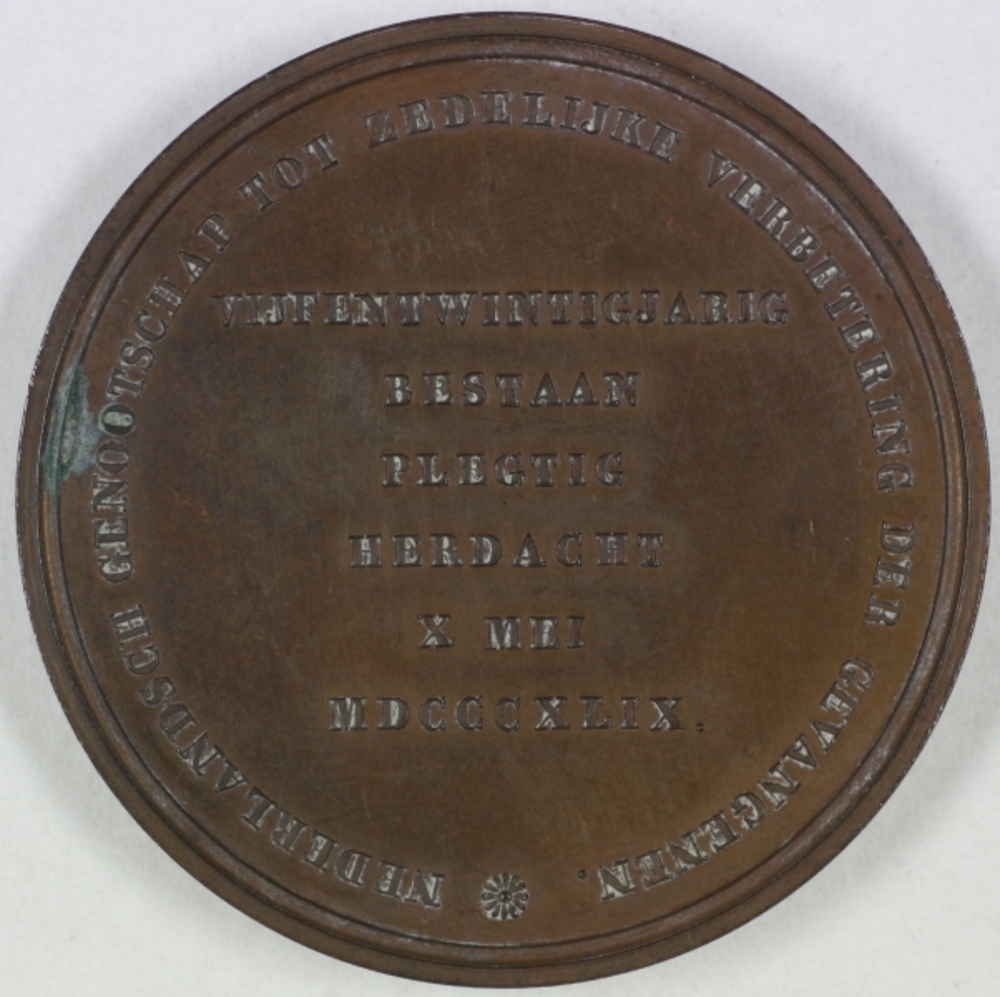 NEDERLANDSCH GENOOTSCHAP TOT ZEDELIJKE VERBETERING DER GEVANGENEN.
VIJFENTWINTIGJARIG
BESTAAN
PLEGTIG
HERDACHT
X MEI
MDCCCXLIX.